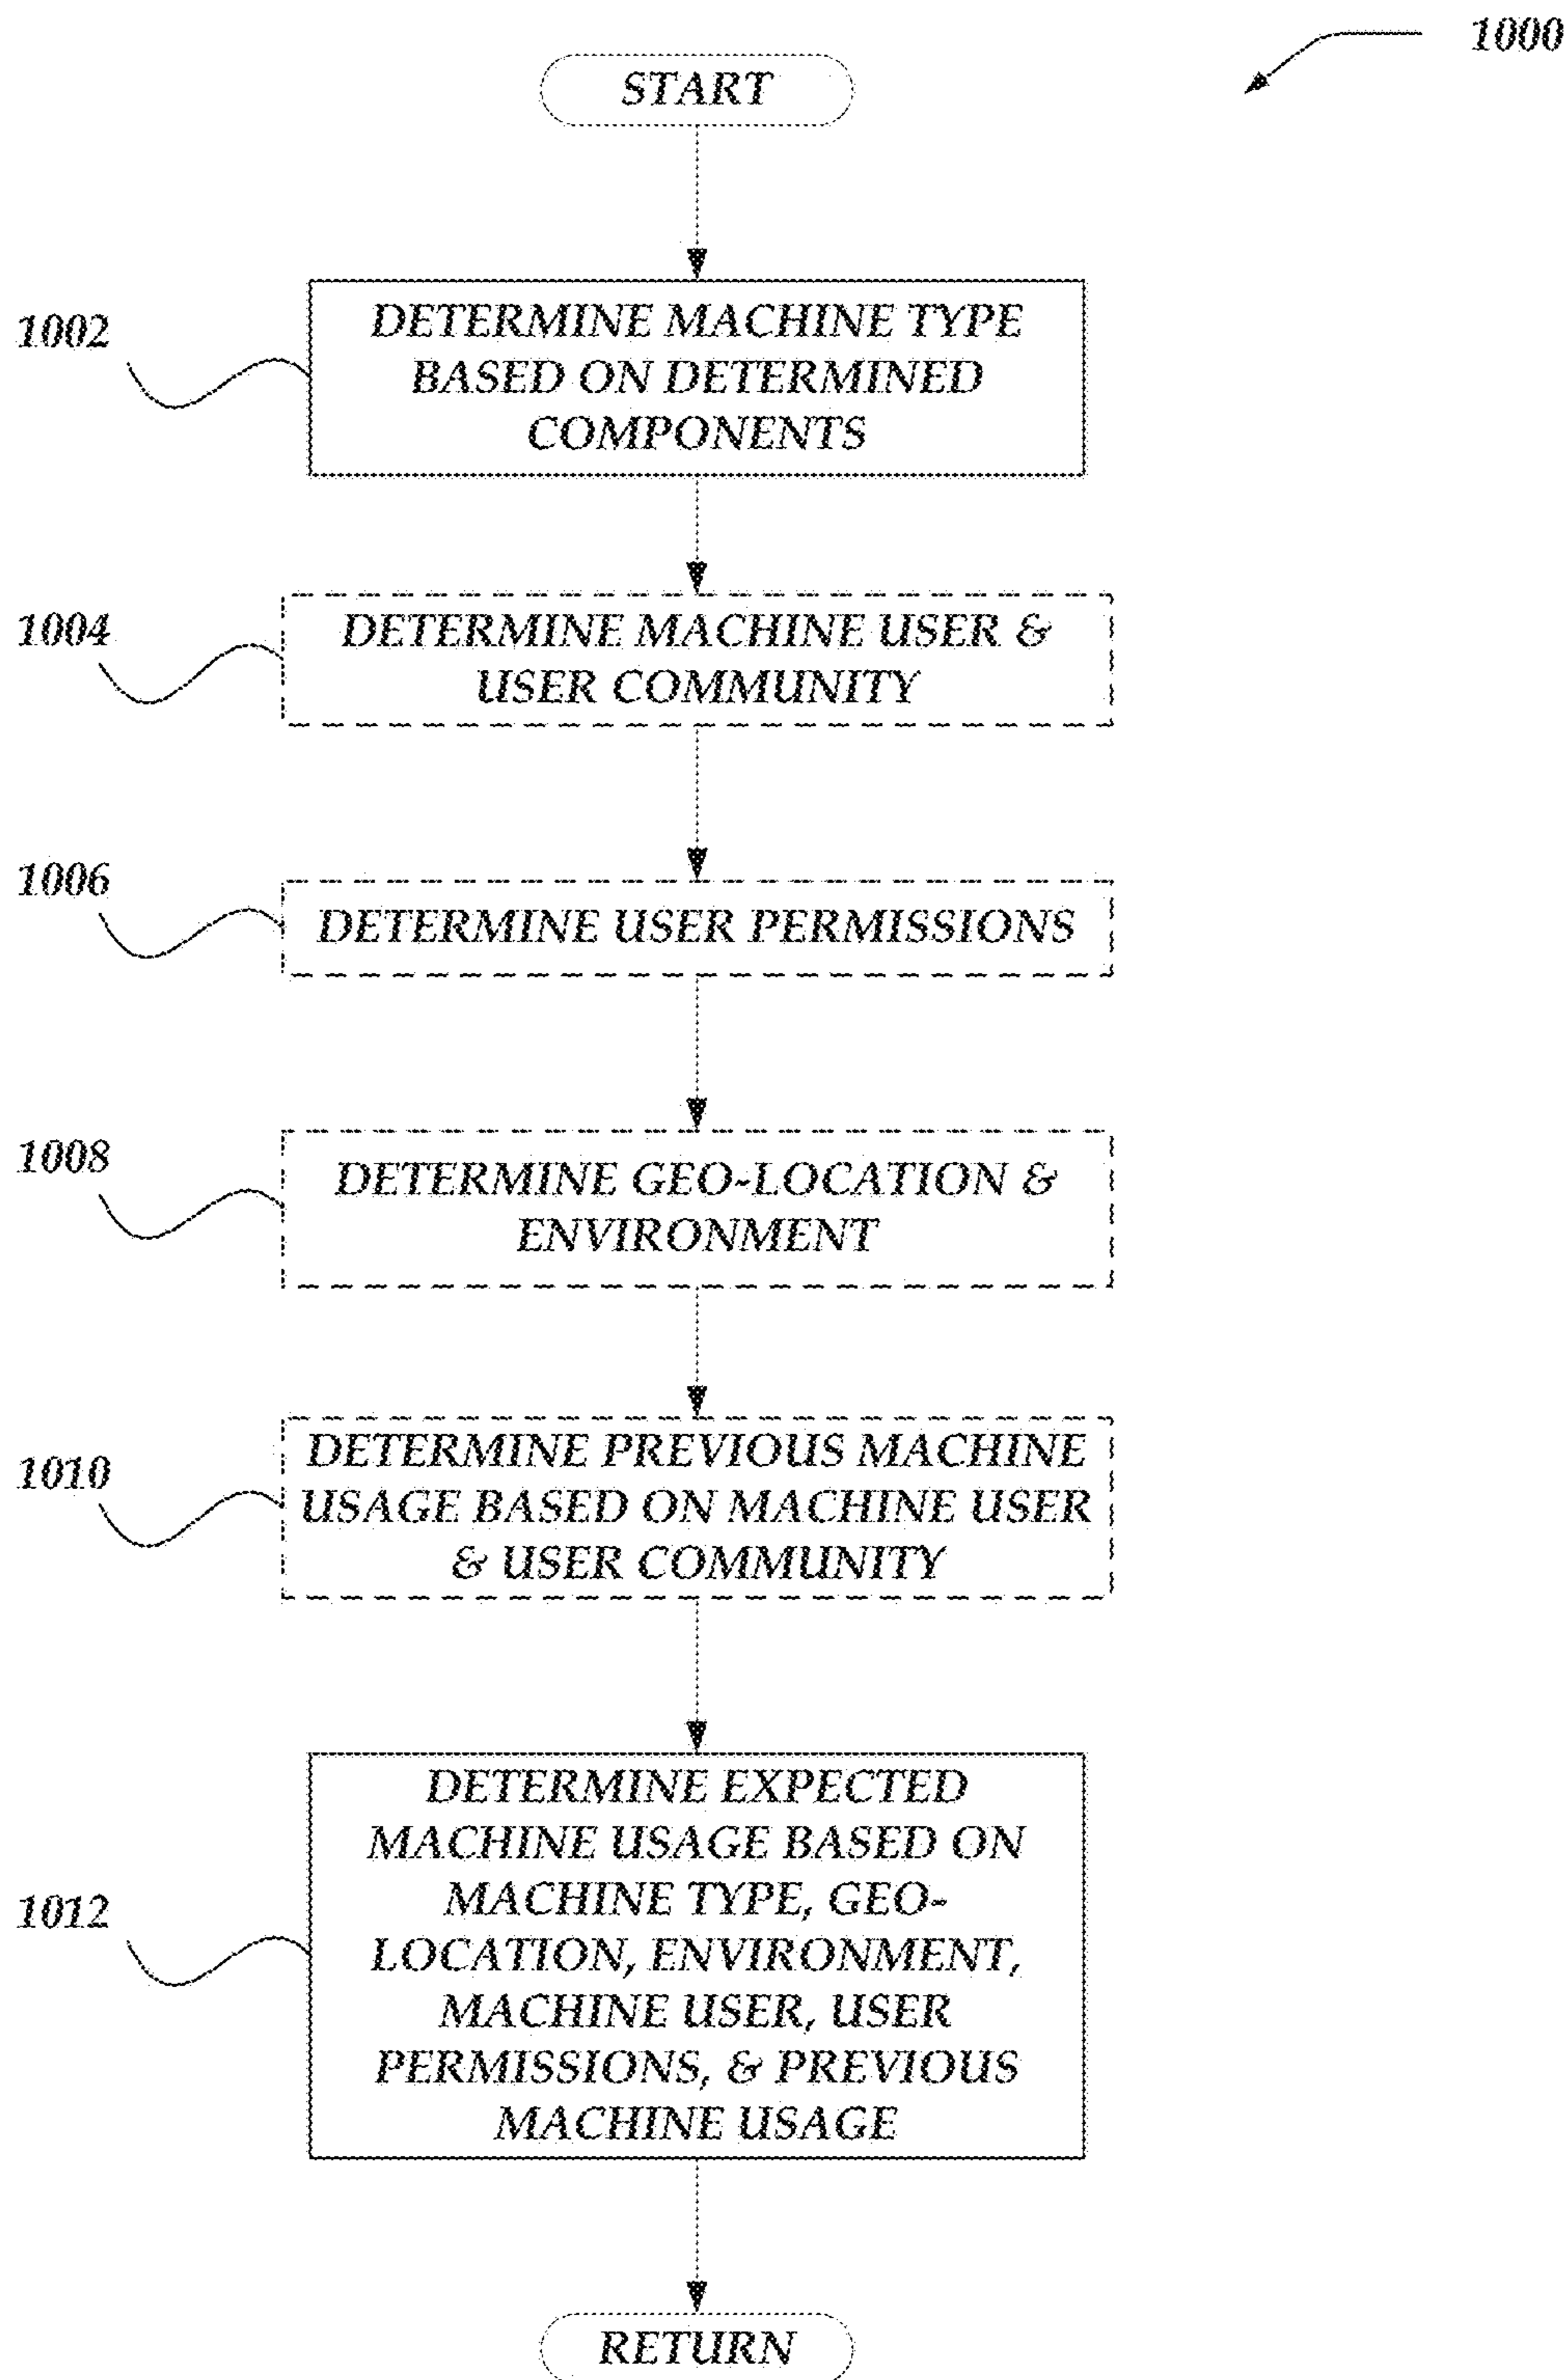 1000
START
1002
DETERMINE MACHINE TYPE
BASED ON DETERMINED
COMPONENTS
1004
DETERMINE MACHINE USER &
USER COMMUNITY
1006
DETERMINE USER PERMISSIONS
1008
DETERMINE GEO-LOCATION &
ENVIRONMENT
1010
DETERMINE PREVIOUS MACHINE
USAGE BASED ON MACHINE USER
& USER COMMUNITY
1012
DETERMINE EXPECTED
MACHINE USAGE BASED ON
MACHINE TYPE, GEO-
LOCATION, ENVIRONMENT,
MACHINE USER, USER
PERMISSIONS, & PREVIOUS
MACHINE USAGE
RETURN